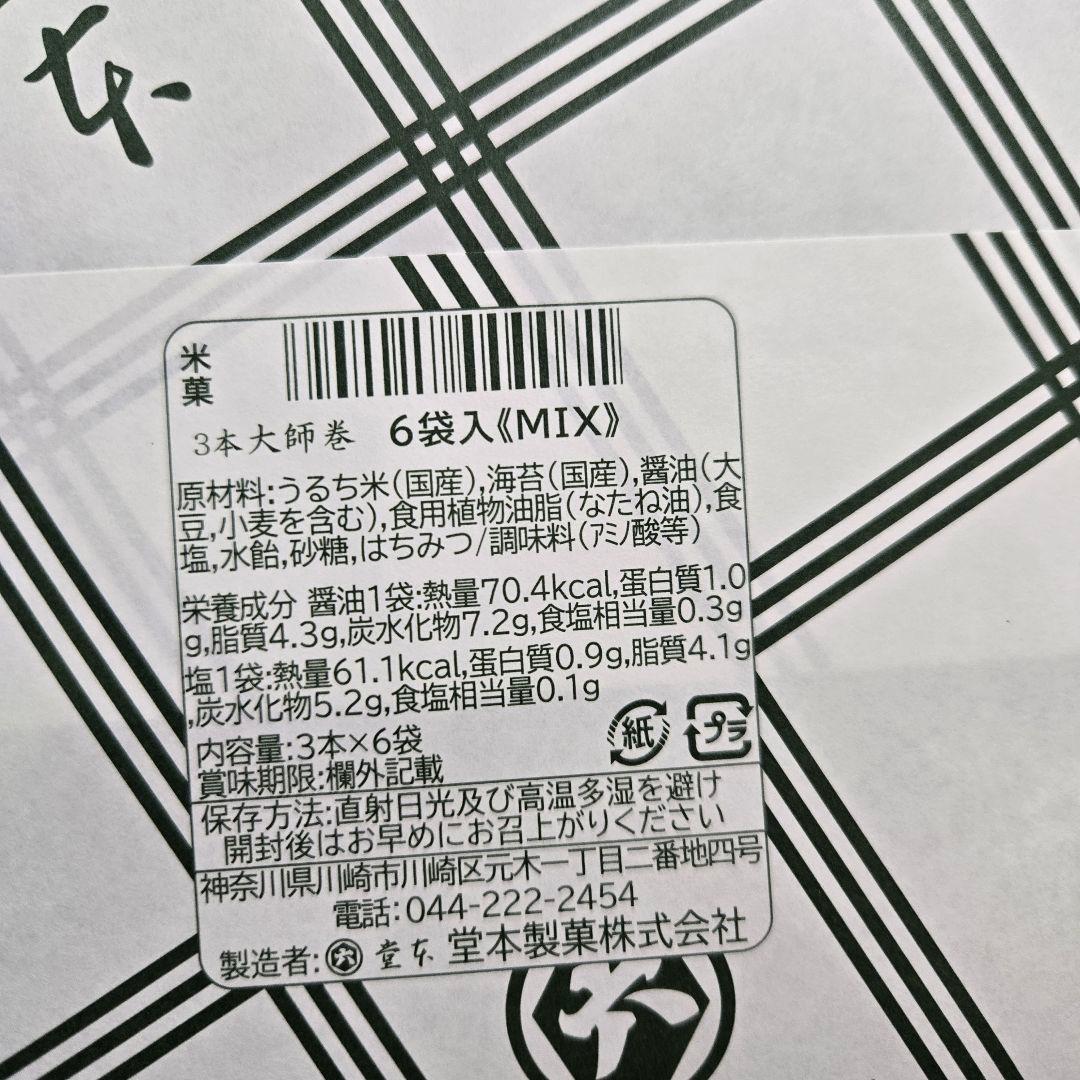 本
米菓
3本大師巻 6袋入《MIX》
原材料:うるち米(国産),海苔(国産),醤油(大
豆,小麦を含む),食用植物油脂(なたね油),食
塩,水飴,砂糖,はちみつ/調味料(ｱﾐﾉ酸等)
栄養成分 醤油1袋:熱量70.4kcal,蛋白質1.0
g,脂質4.3g,炭水化物7.2g,食塩相当量0.3g
塩1袋:熱量61.1kcal,蛋白質0.9g,脂質4.1g
,炭水化物5.2g,食塩相当量0.1g
内容量:3本×6袋
賞味期限:欄外記載
紙
プラ
保存方法:直射日光及び高温多湿を避け
開封後はお早めにお召上がりください
神奈川県川崎市川崎区元木一丁目二番地四号
電話:044-222-2454
製造者: 堂本 堂本製菓株式会社